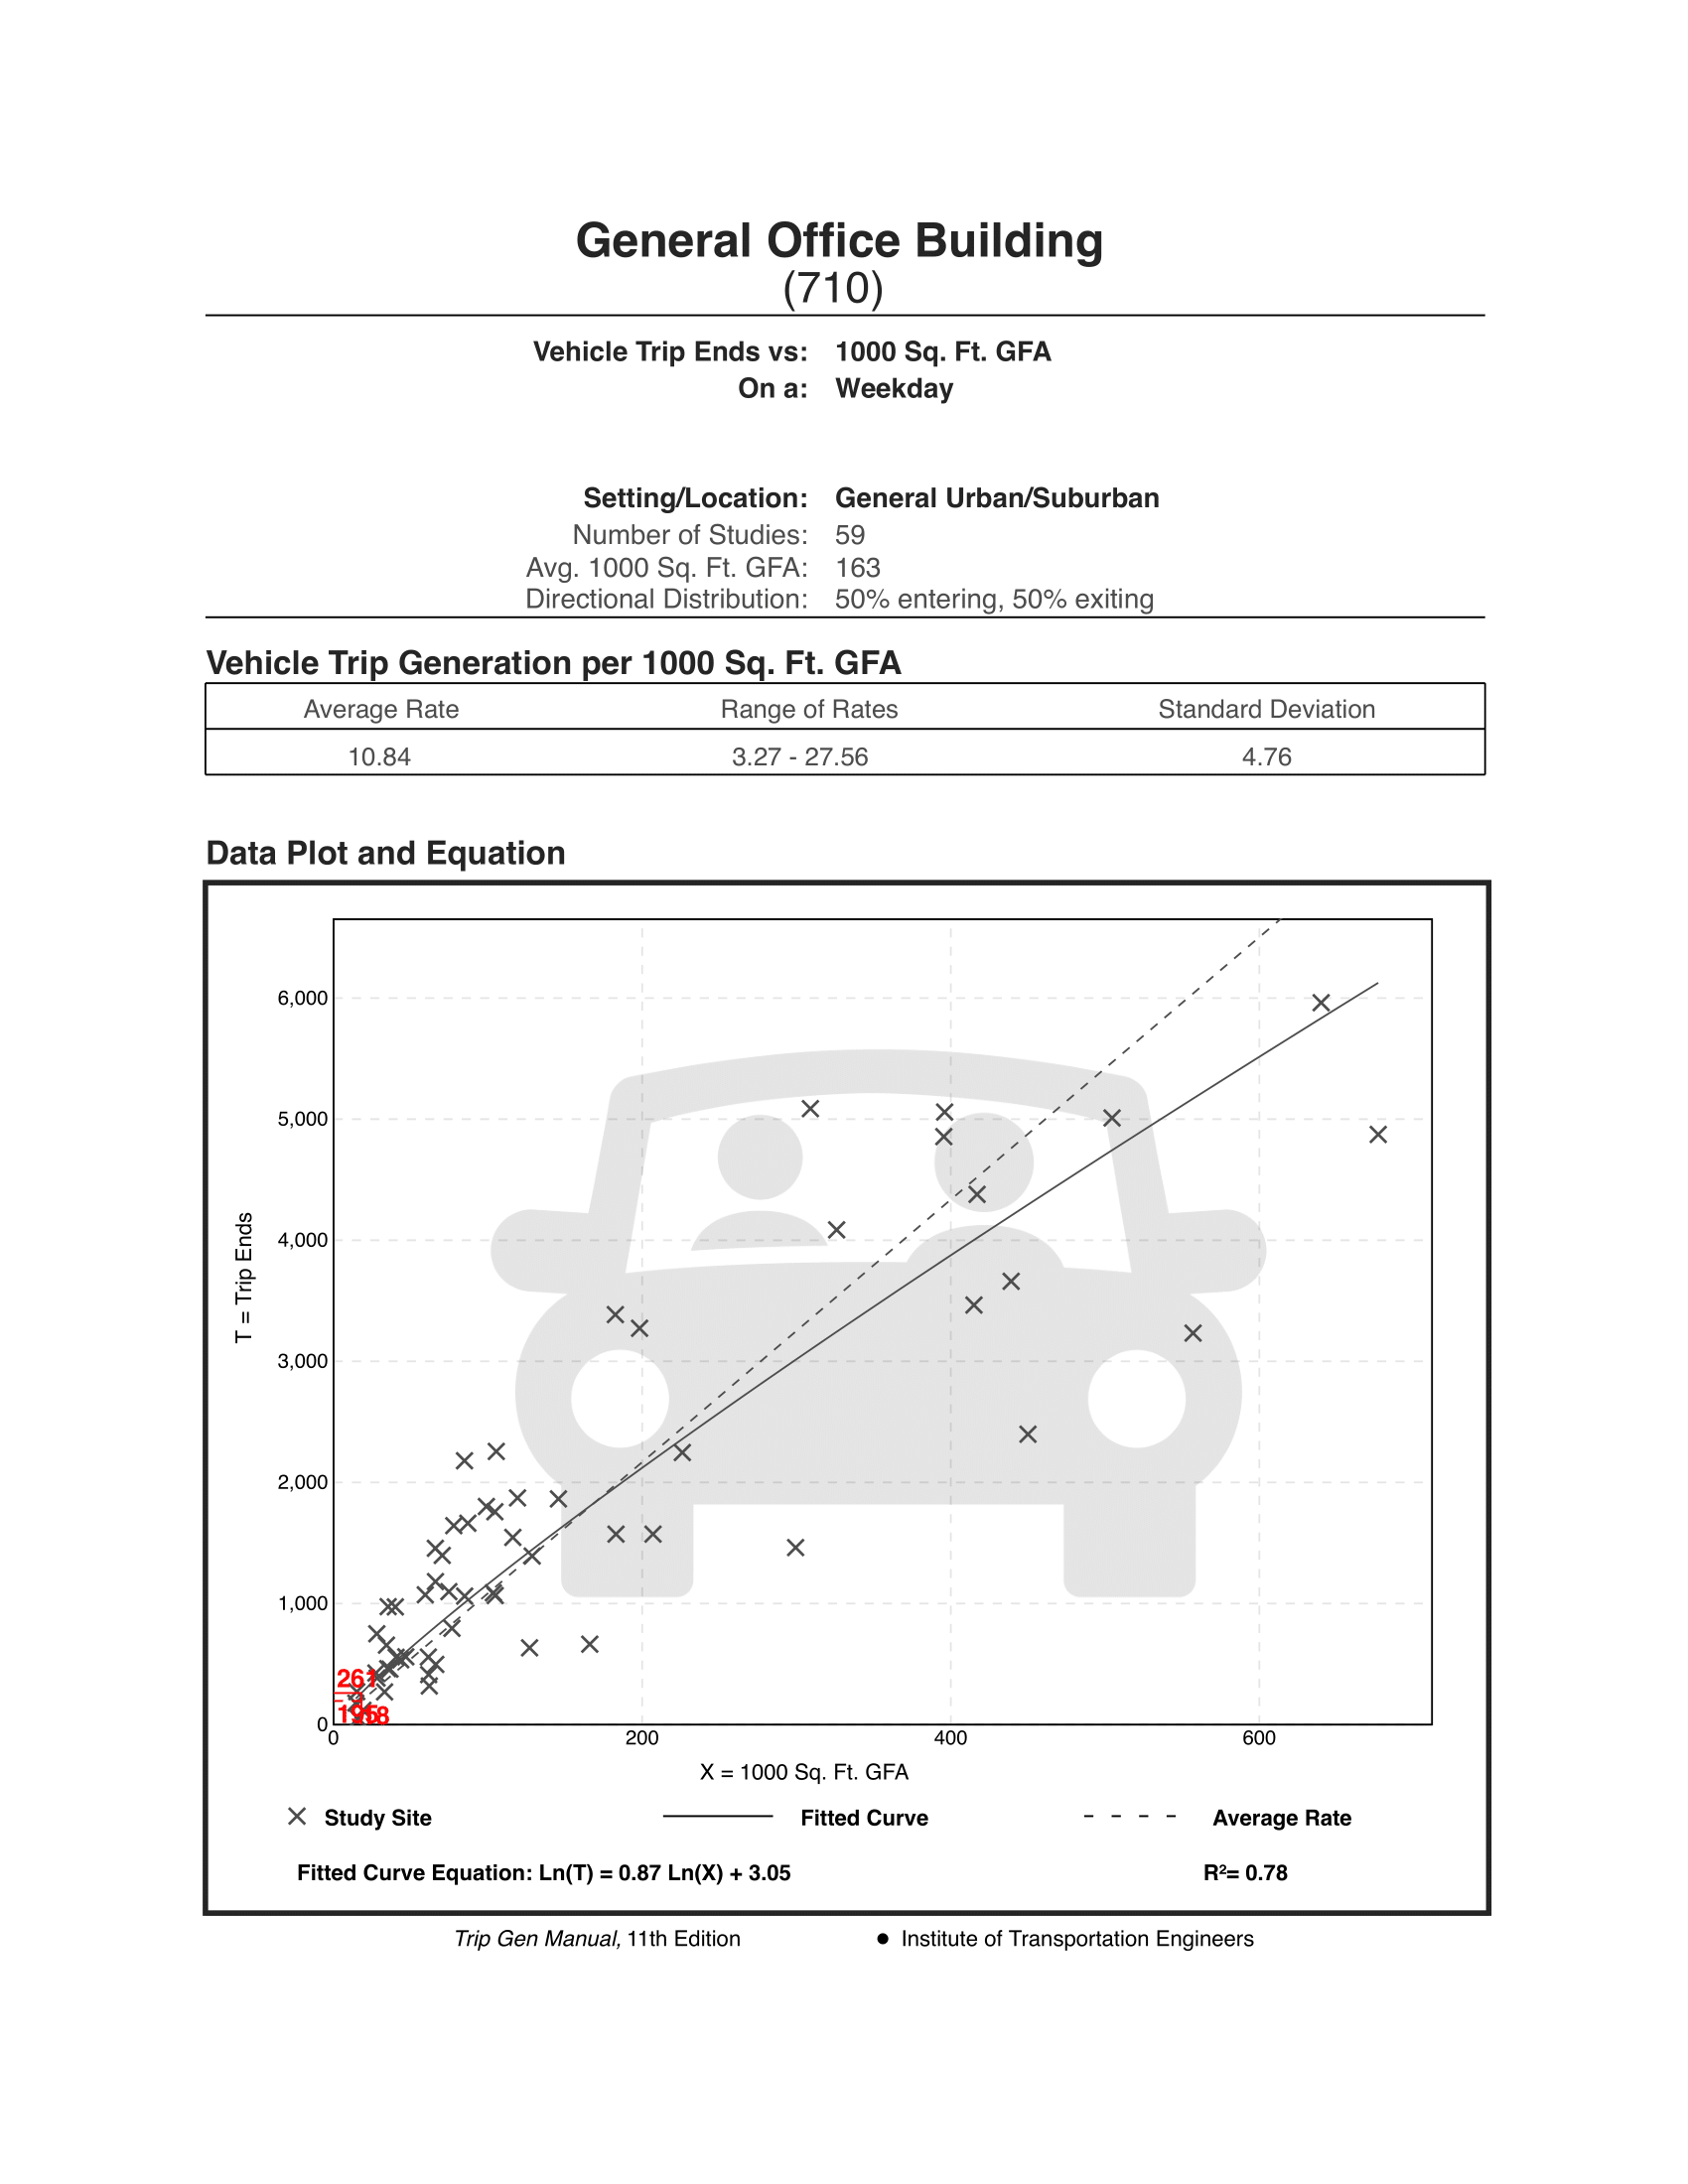 General Office Building
(710)
Vehicle Trip Ends vs: 1000 Sq. Ft. GFA
On a: Weekday
Setting/Location: General Urban/Suburban
Number of Studies: 59
Avg. 1000 Sq. Ft. GFA: 163
Directional Distribution: 50% entering, 50% exiting
Vehicle Trip Generation per 1000 Sq. Ft. GFA
Average Rate Range of Rates Standard Deviation
10.84 3.27 - 27.56 4.76
Data Plot and Equation
T = Trip Ends
6,000
5,000
4,000
3,000
2,000
1,000
261
195
0
0 200 400 600
X = 1000 Sq. Ft. GFA
Study Site Fitted Curve Average Rate
Fitted Curve Equation: Ln(T) = 0.87 Ln(X) + 3.05 R²= 0.78
Trip Gen Manual, 11th Edition ● Institute of Transportation Engineers